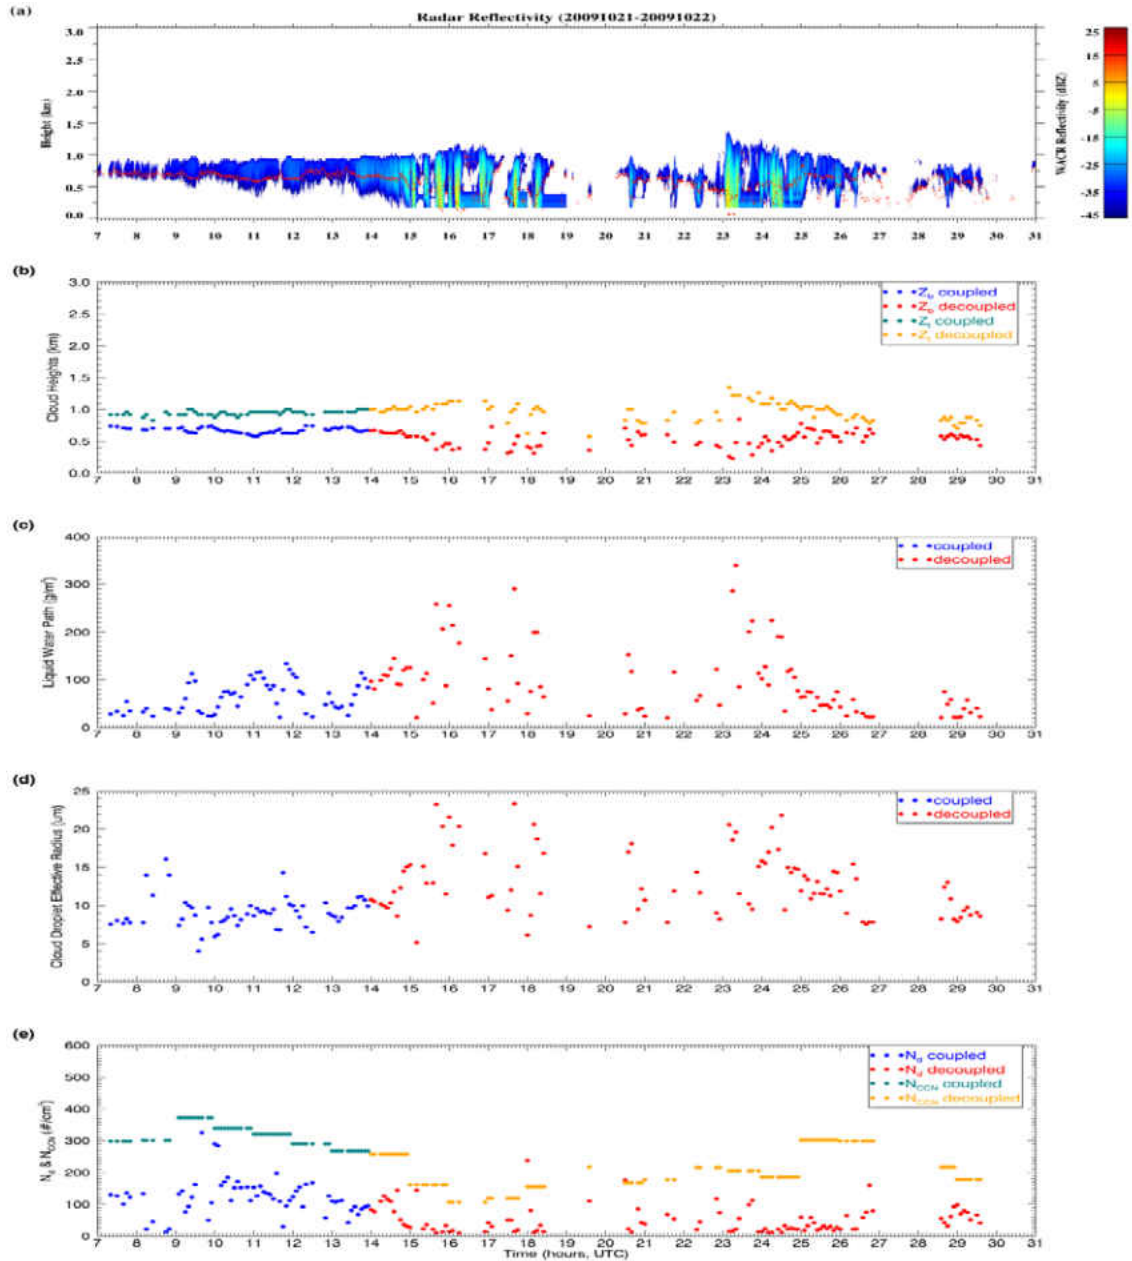 (a)
Radar Reflectivity (20091021-20091022)
3.0
2.5
2.0
1.5
1.0
0.5
0.0
Height (km)
7 8 9 10 11 12 13 14 15 16 17 18 19 20 21 22 23 24 25 26 27 28 29 30 31
WACR Reflectivity (dBZ)
25
15
5
-5
-15
-25
-35
-45
(b)
3.0
2.5
2.0
1.5
1.0
0.5
0.0
Cloud Heights (km)
Z_b coupled
Z_b decoupled
Z_t coupled
Z_t decoupled
7 8 9 10 11 12 13 14 15 16 17 18 19 20 21 22 23 24 25 26 27 28 29 30 31
(c)
400
300
200
100
0
Liquid Water Path (g/m²)
coupled
decoupled
7 8 9 10 11 12 13 14 15 16 17 18 19 20 21 22 23 24 25 26 27 28 29 30 31
(d)
25
20
15
10
5
0
Cloud Droplet Effective Radius (um)
coupled
decoupled
7 8 9 10 11 12 13 14 15 16 17 18 19 20 21 22 23 24 25 26 27 28 29 30 31
(e)
600
500
400
300
200
100
0
N_d & N_CCN (#/cm³)
N_d coupled
N_d decoupled
N_CCN coupled
N_CCN decoupled
7 8 9 10 11 12 13 14 15 16 17 18 19 20 21 22 23 24 25 26 27 28 29 30 31
Time (hours, UTC)